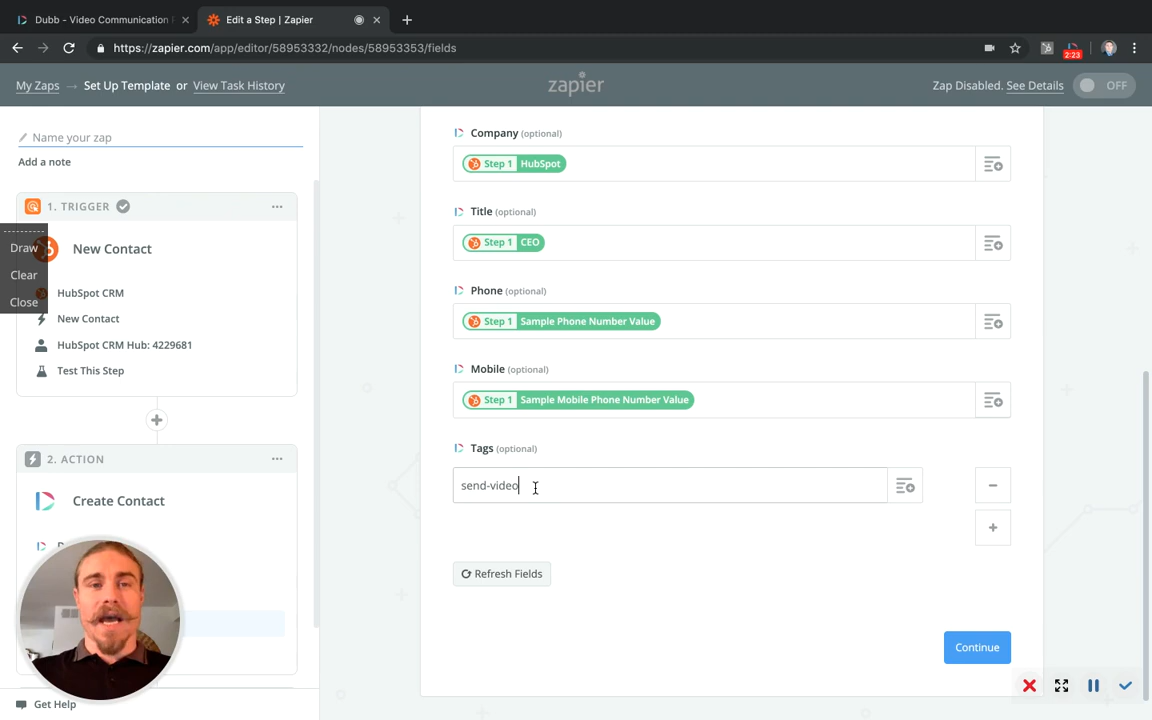 Dubb - Video Communication
Edit a Step | Zapier
https://zapier.com/app/editor/58953332/nodes/58953353/fields
2:23
My Zaps → Set Up Template or View Task History
zapier
Zap Disabled. See Details
OFF
Name your zap
Add a note
1. TRIGGER
New Contact
HubSpot CRM
New Contact
HubSpot CRM Hub: 4229681
Test This Step
Draw
Clear
Close
2. ACTION
Create Contact
Get Help
Company (optional)
Step 1 HubSpot
Title (optional)
Step 1 CEO
Phone (optional)
Step 1 Sample Phone Number Value
Mobile (optional)
Step 1 Sample Mobile Phone Number Value
Tags (optional)
send-video
Refresh Fields
Continue